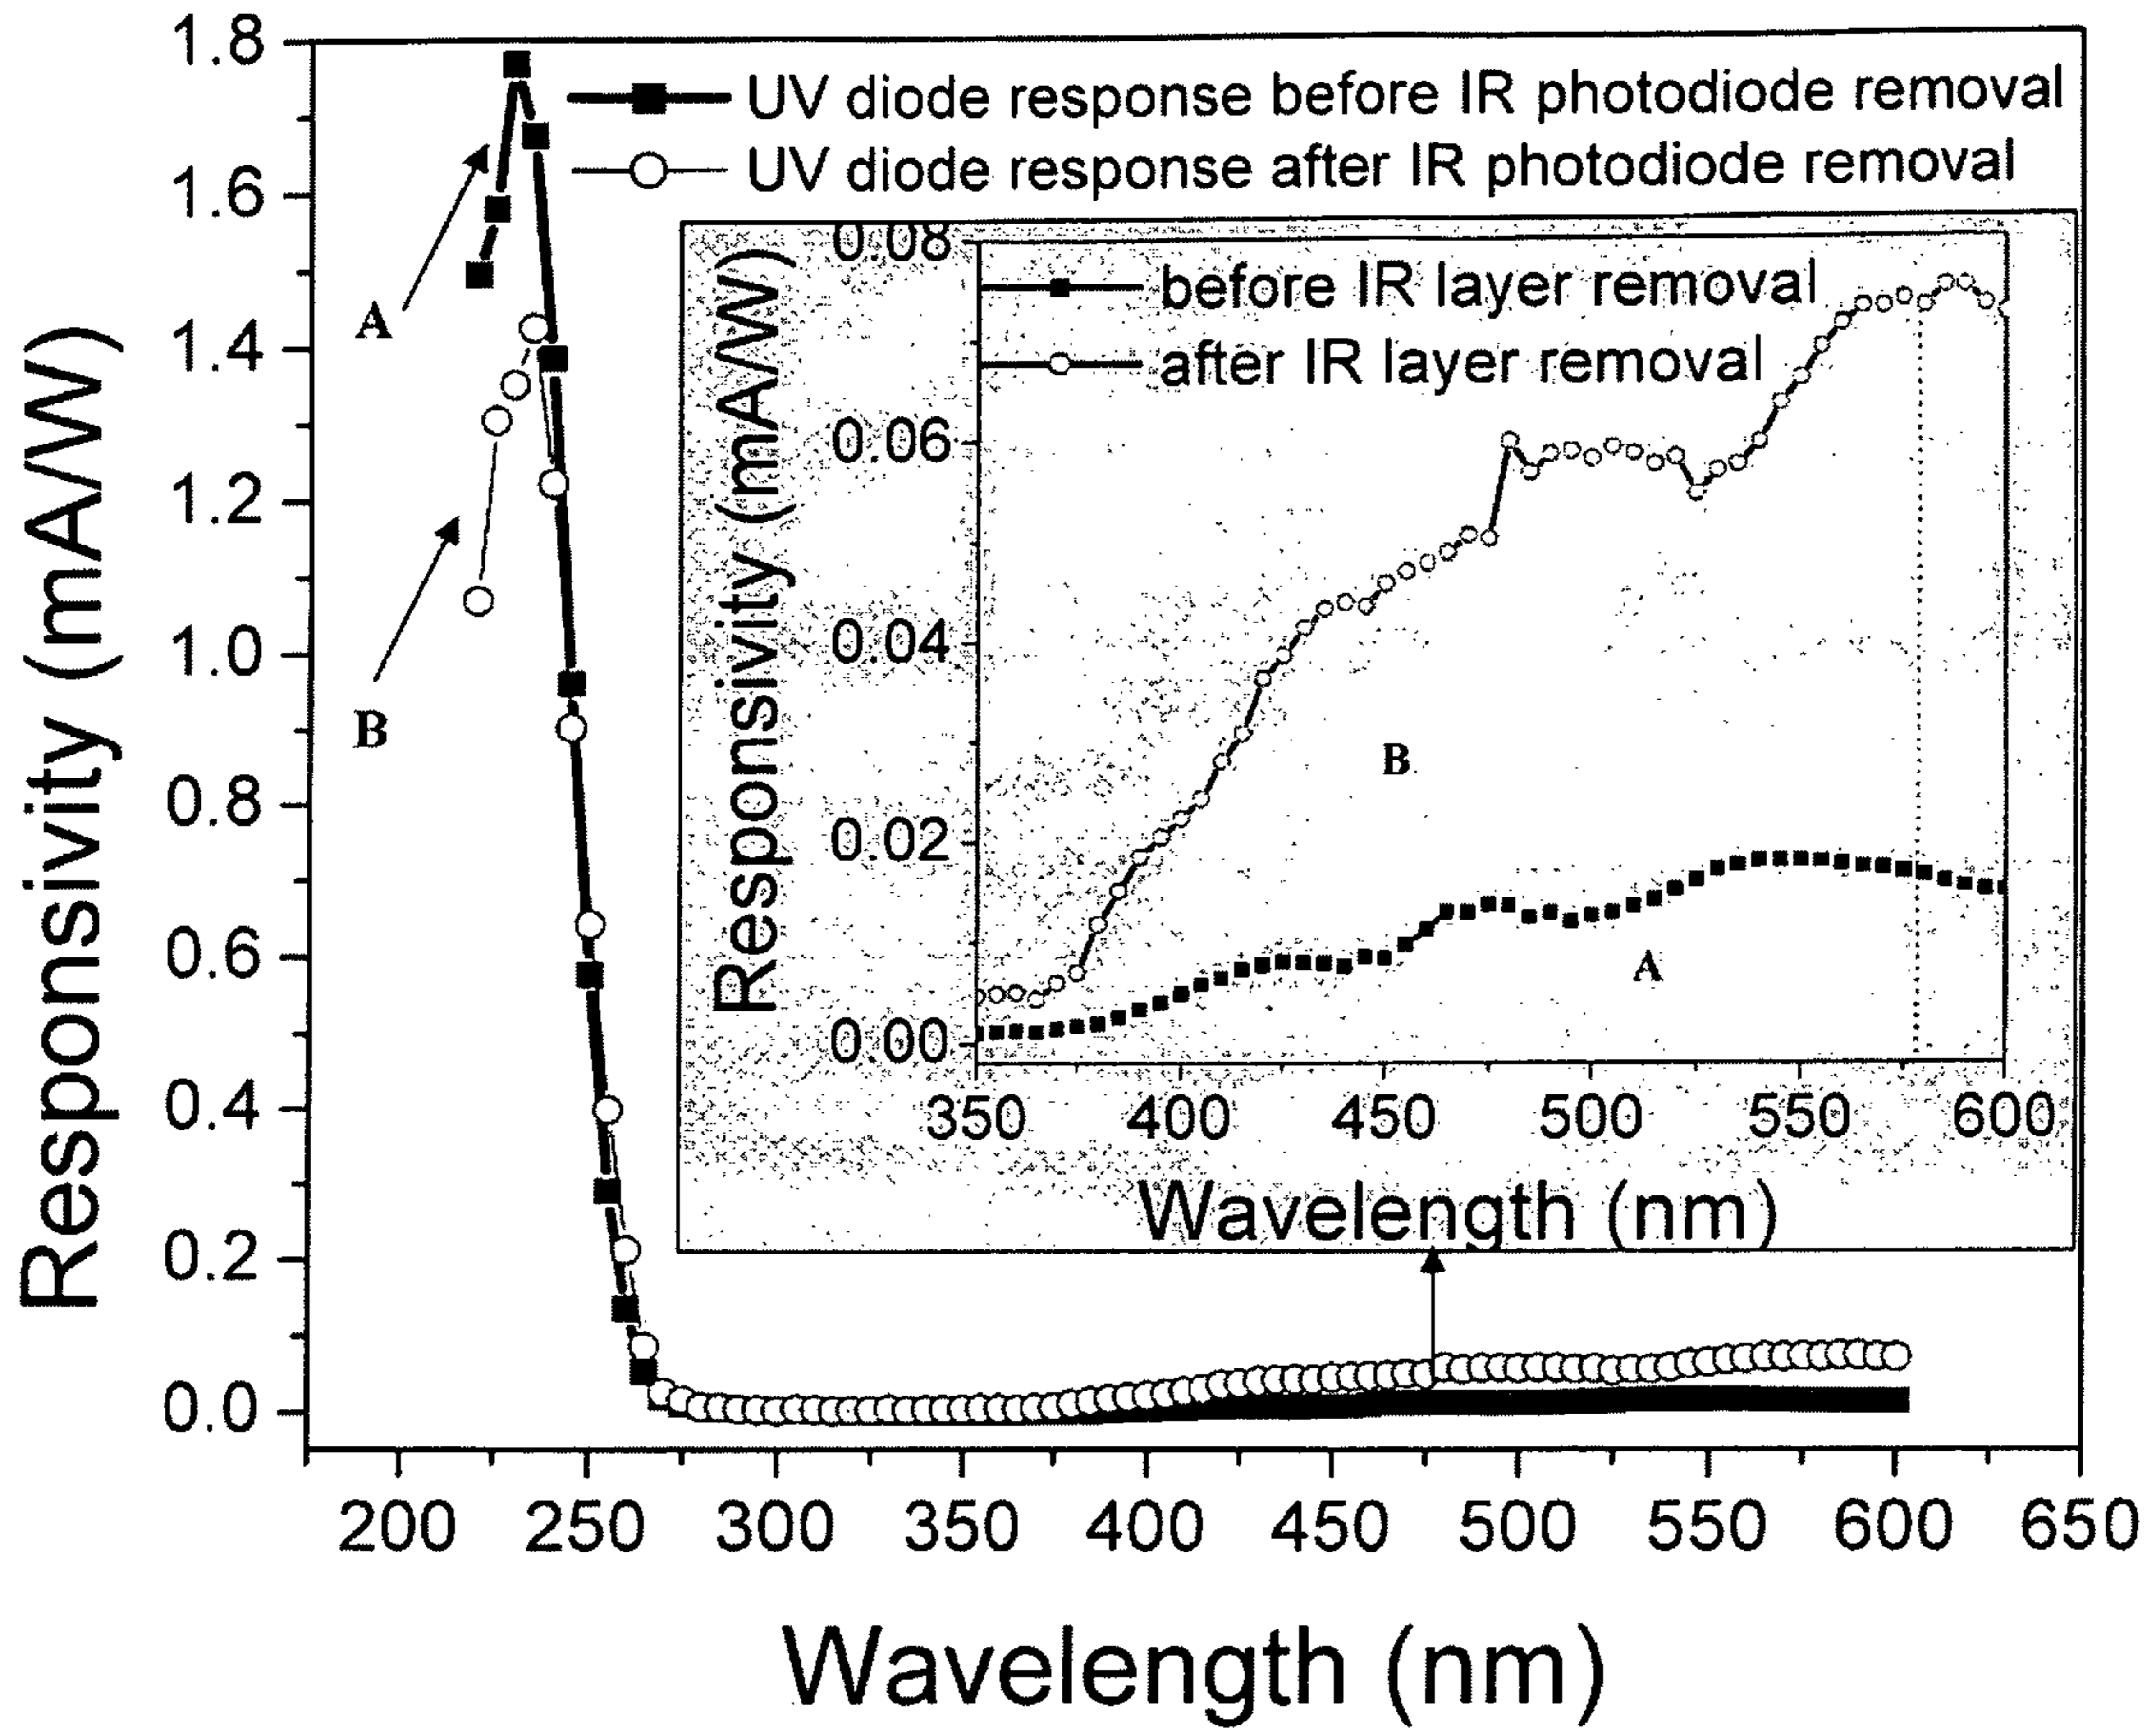 1.8
1.6
1.4
1.2
1.0
0.8
0.6
0.4
0.2
0.0
Responsivity (mA/W)
UV diode response before IR photodiode removal
UV diode response after IR photodiode removal
A
B
0.08
0.06
0.04
0.02
0.00
Responsivity (mA/W)
before IR layer removal
after IR layer removal
B
A
350 400 450 500 550 600
Wavelength (nm)
200 250 300 350 400 450 500 550 600 650
Wavelength (nm)